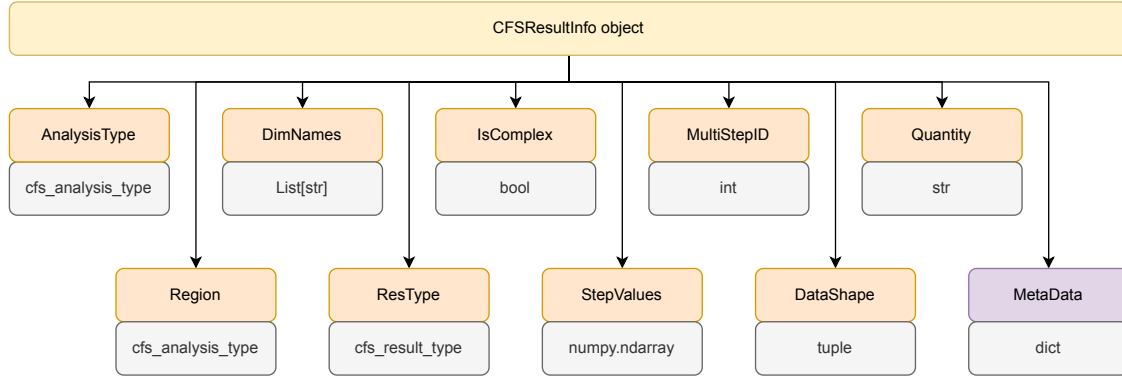 CFSResultInfo object
AnalysisType
DimNames
IsComplex
MultiStepID
Quantity
cfs_analysis_type
List[str]
bool
int
str
Region
ResType
StepValues
DataShape
MetaData
cfs_analysis_type
cfs_result_type
numpy.ndarray
tuple
dict